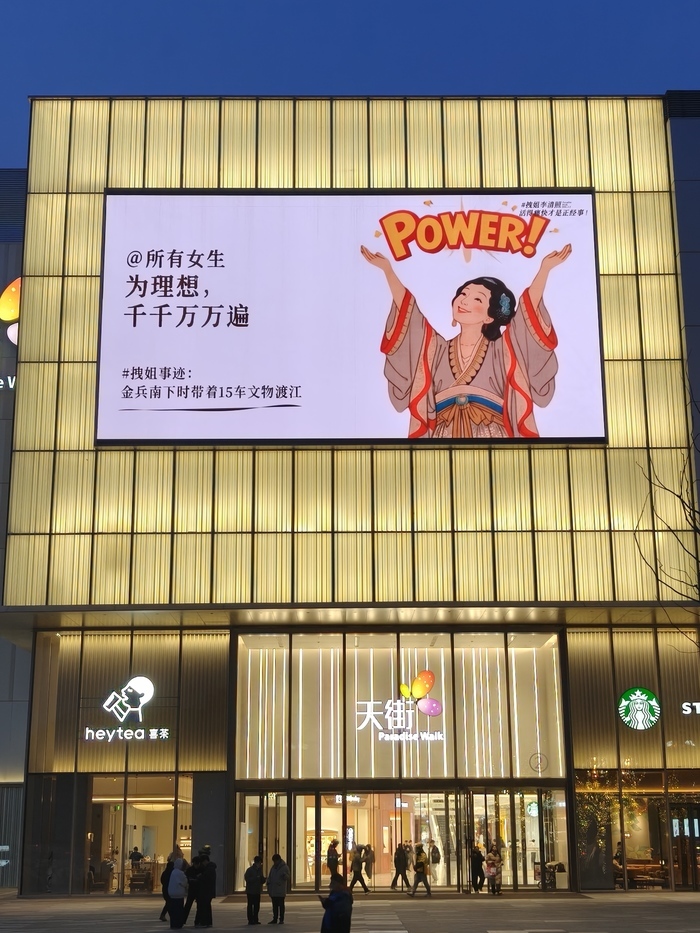 POWER!
#拽姐李清照
活得爽快才是正经事!
@所有女生
为理想，
千千万万遍
#拽姐事迹：
金兵南下时带着15车文物渡江
heytea 喜茶
天街
Paradise Walk
ST
2